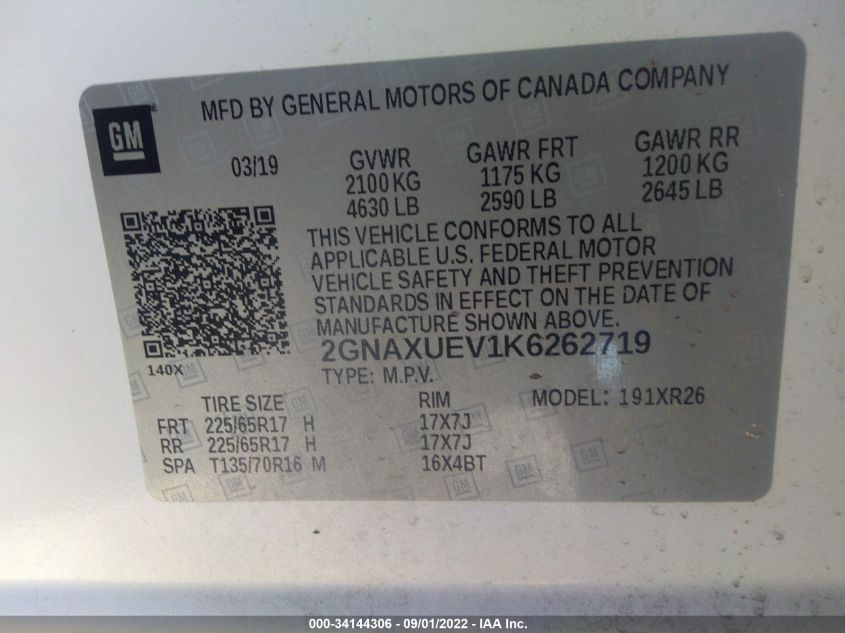 MFD BY GENERAL MOTORS OF CANADA COMPANY
GM
03/19 GVWR GAWR FRT GAWR RR
2100 KG 1175 KG 1200 KG
4630 LB 2590 LB 2645 LB
THIS VEHICLE CONFORMS TO ALL
APPLICABLE U.S. FEDERAL MOTOR
VEHICLE SAFETY AND THEFT PREVENTION
STANDARDS IN EFFECT ON THE DATE OF
MANUFACTURE SHOWN ABOVE.
2GNAXUEV1K6262719
140X
TYPE: M.P.V.
TIRE SIZE RIM MODEL: 191XR26
FRT 225/65R17 H 17X7J
RR 225/65R17 H 17X7J
SPA T135/70R16 M 16X4BT
000-34144306 - 09/01/2022 - IAA Inc.